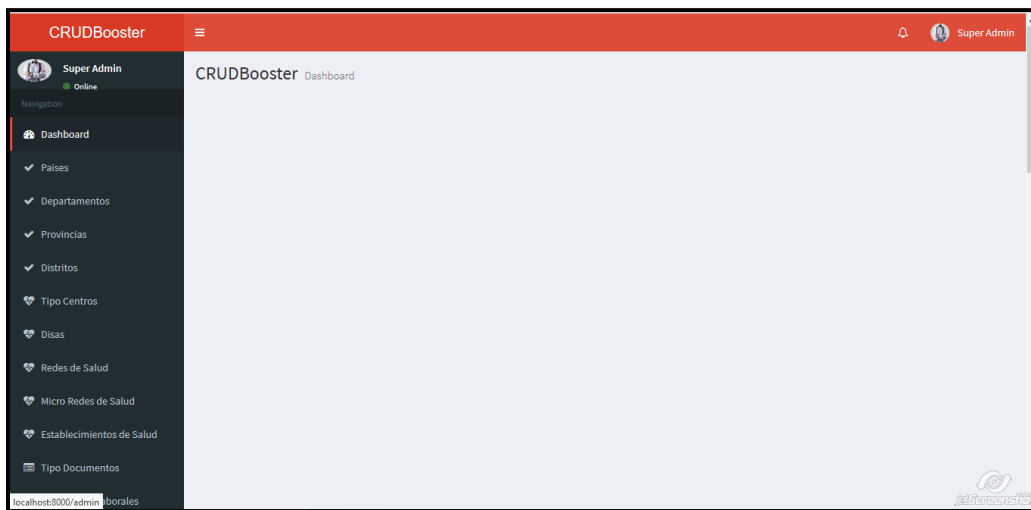 CRUDBooster
Super Admin
Super Admin
Online
CRUDBooster Dashboard
Navigation
Dashboard
Paises
Departamentos
Provincias
Distritos
Tipo Centros
Disas
Redes de Salud
Micro Redes de Salud
Establecimientos de Salud
Tipo Documentos
localhost:8000/admin